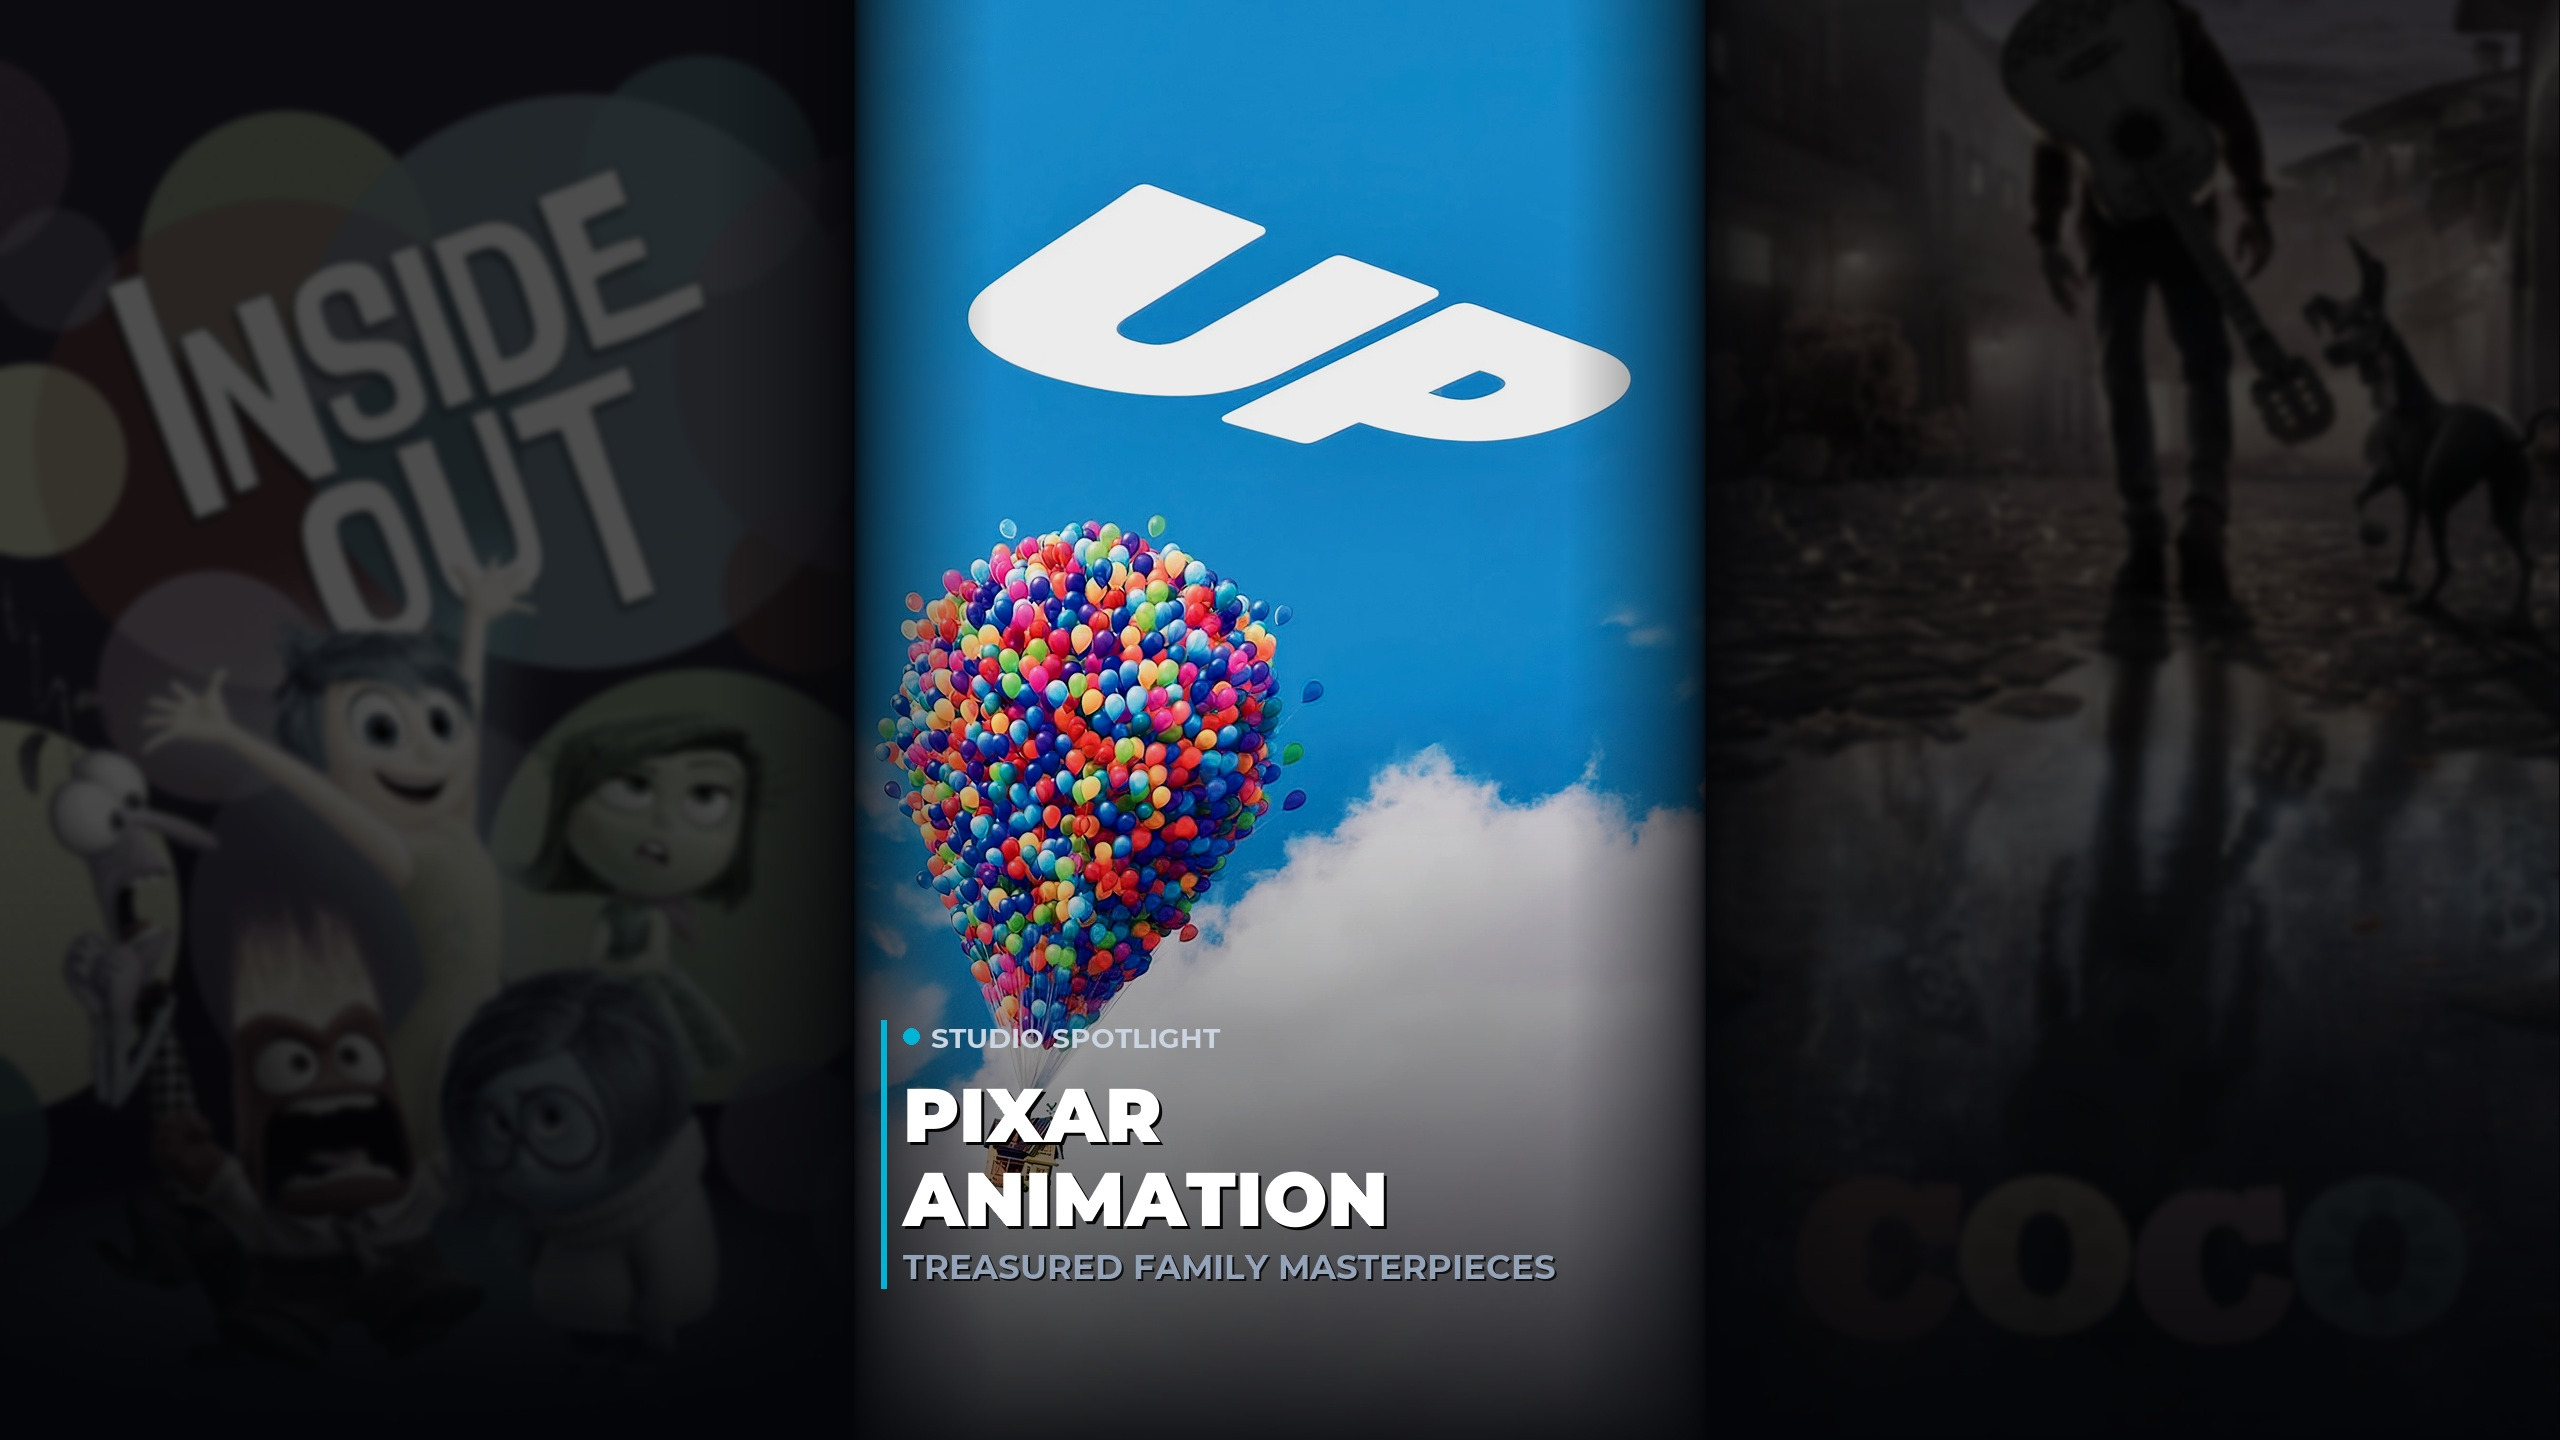 INSIDE
OUT
UP
STUDIO SPOTLIGHT
PIXAR
ANIMATION
TREASURED FAMILY MASTERPIECES
COCO